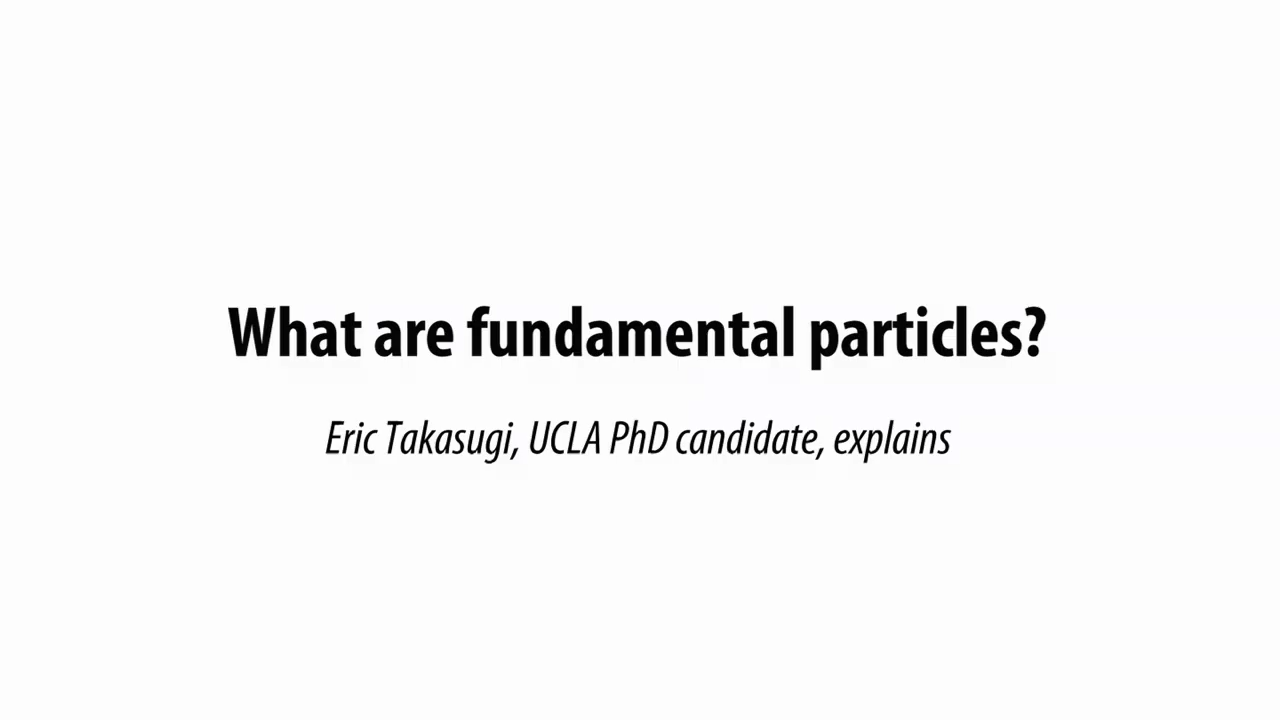 What are fundamental particles?
Eric Takasugi, UCLA PhD candidate, explains